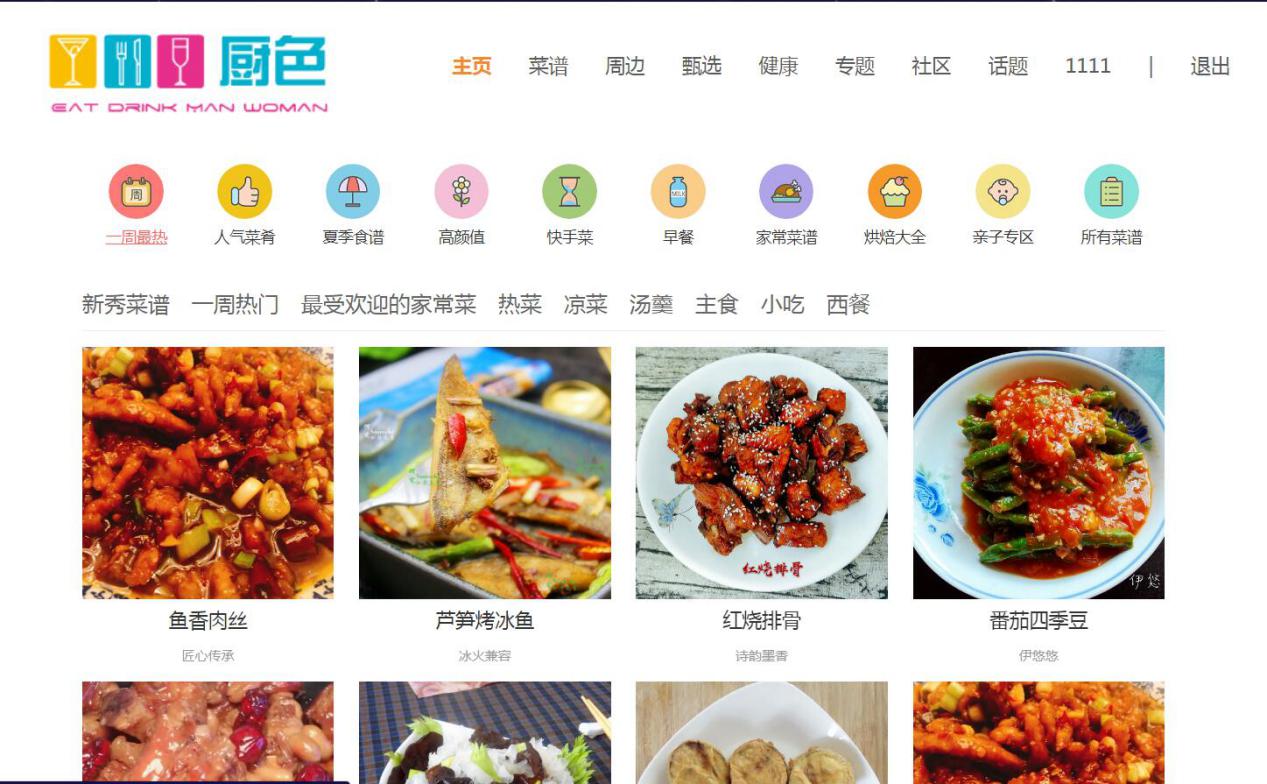 厨色
EAT DRINK MAN WOMAN
主页 菜谱 周边 甄选 健康 专题 社区 话题 1111 | 退出
周
MILK
一周最热 人气菜肴 夏季食谱 高颜值 快手菜 早餐 家常菜谱 烘焙大全 亲子专区 所有菜谱
新秀菜谱 一周热门 最受欢迎的家常菜 热菜 凉菜 汤羹 主食 小吃 西餐
红烧排骨
伊悠
鱼香肉丝 芦笋烤冰鱼 红烧排骨 番茄四季豆
匠心传承 冰火兼容 诗韵墨香 伊悠悠